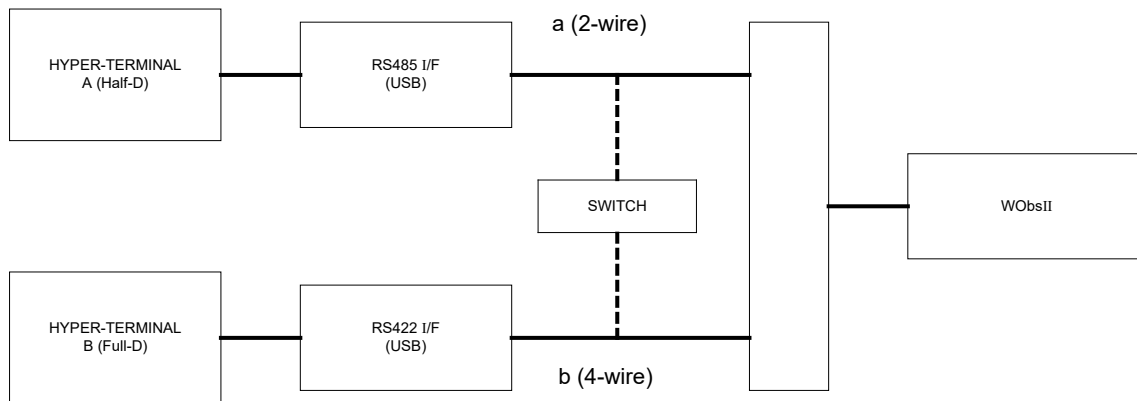 a (2-wire)
HYPER-TERMINAL
A (Half-D)
RS485 I/F
(USB)
SWITCH
WObsII
HYPER-TERMINAL
B (Full-D)
RS422 I/F
(USB)
b (4-wire)